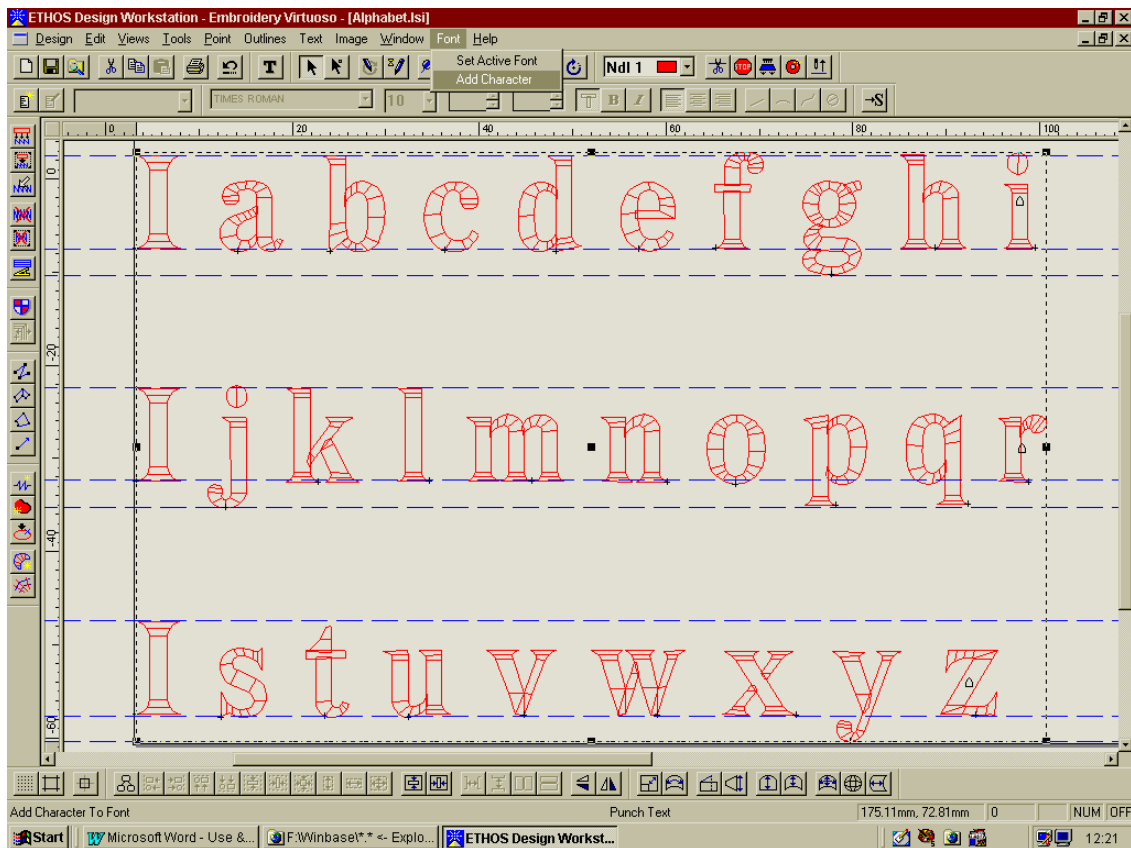 ETHOS Design Workstation - Embroidery Virtuoso - [Alphabet.lsi]
Design Edit Views Tools Point Outlines Text Image Window Font Help
Set Active Font
Add Character
T Ndl 1 STOP
TIMES ROMAN 10 T B I →S
0 20 40 60 80 100
0
-20
-40
-60
I a b c d e f g h i
I j k l m n o p q r
I s t u v w x y z
Add Character To Font Punch Text 175.11mm, 72.81mm 0 NUM OFF
Start Microsoft Word - Use &... F:\Winbase\*.* <- Explo... ETHOS Design Workst... 12:21